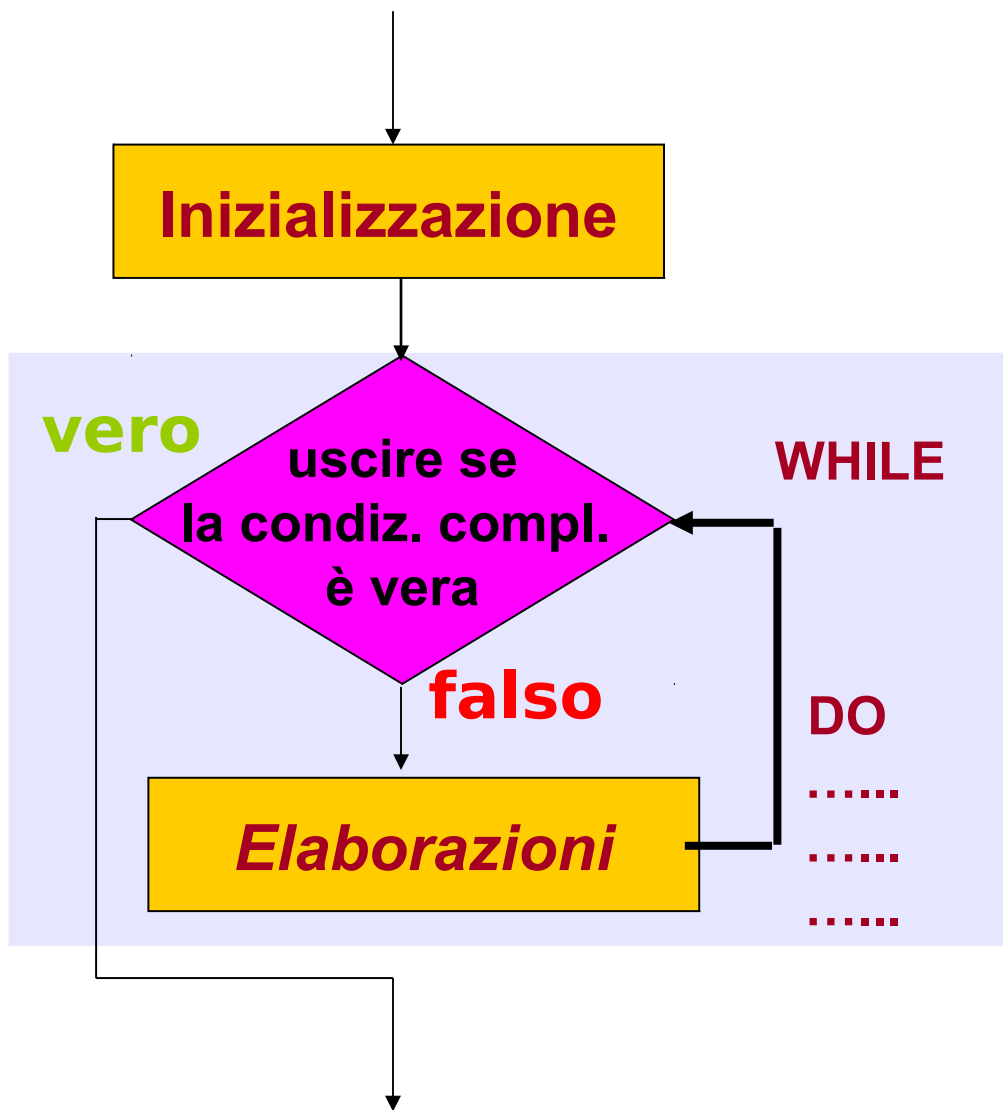 Inizializzazione
vero
uscire se
la condiz. compl.
è vera
WHILE
falso
DO
……
……
……
Elaborazioni